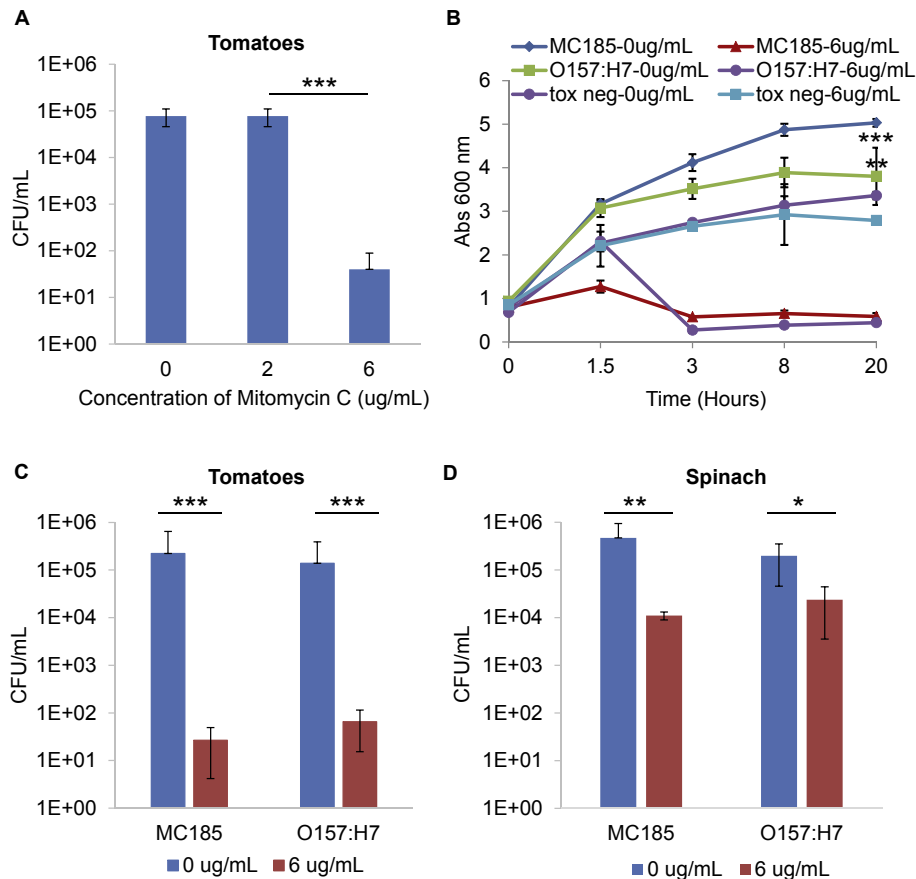 A
Tomatoes
1E+06
1E+05
1E+04
1E+03
1E+02
1E+01
1E+00
CFU/mL
***
0 2 6
Concentration of Mitomycin C (ug/mL)
B
MC185-0ug/mL MC185-6ug/mL
O157:H7-0ug/mL O157:H7-6ug/mL
tox neg-0ug/mL tox neg-6ug/mL
6
5
4
3
2
1
0
Abs 600 nm
***
**
0 1.5 3 8 20
Time (Hours)
C
Tomatoes
*** ***
1E+06
1E+05
1E+04
1E+03
1E+02
1E+01
1E+00
CFU/mL
MC185 O157:H7
0 ug/mL 6 ug/mL
D
Spinach
** *
1E+06
1E+05
1E+04
1E+03
1E+02
1E+01
1E+00
CFU/mL
MC185 O157:H7
0 ug/mL 6 ug/mL